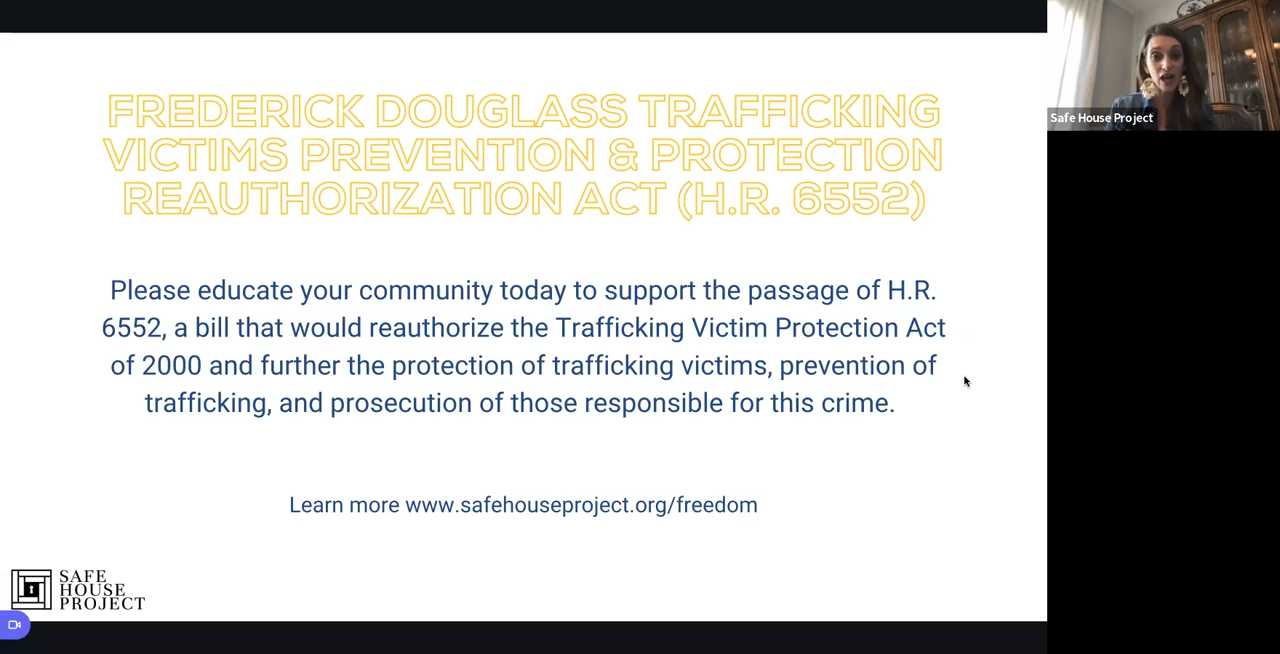 FREDERICK DOUGLASS TRAFFICKING
VICTIMS PREVENTION & PROTECTION
REAUTHORIZATION ACT (H.R. 6552)
Please educate your community today to support the passage of H.R.
6552, a bill that would reauthorize the Trafficking Victim Protection Act
of 2000 and further the protection of trafficking victims, prevention of
trafficking, and prosecution of those responsible for this crime.
Learn more www.safehouseproject.org/freedom
SAFE
HOUSE
PROJECT
Safe House Project